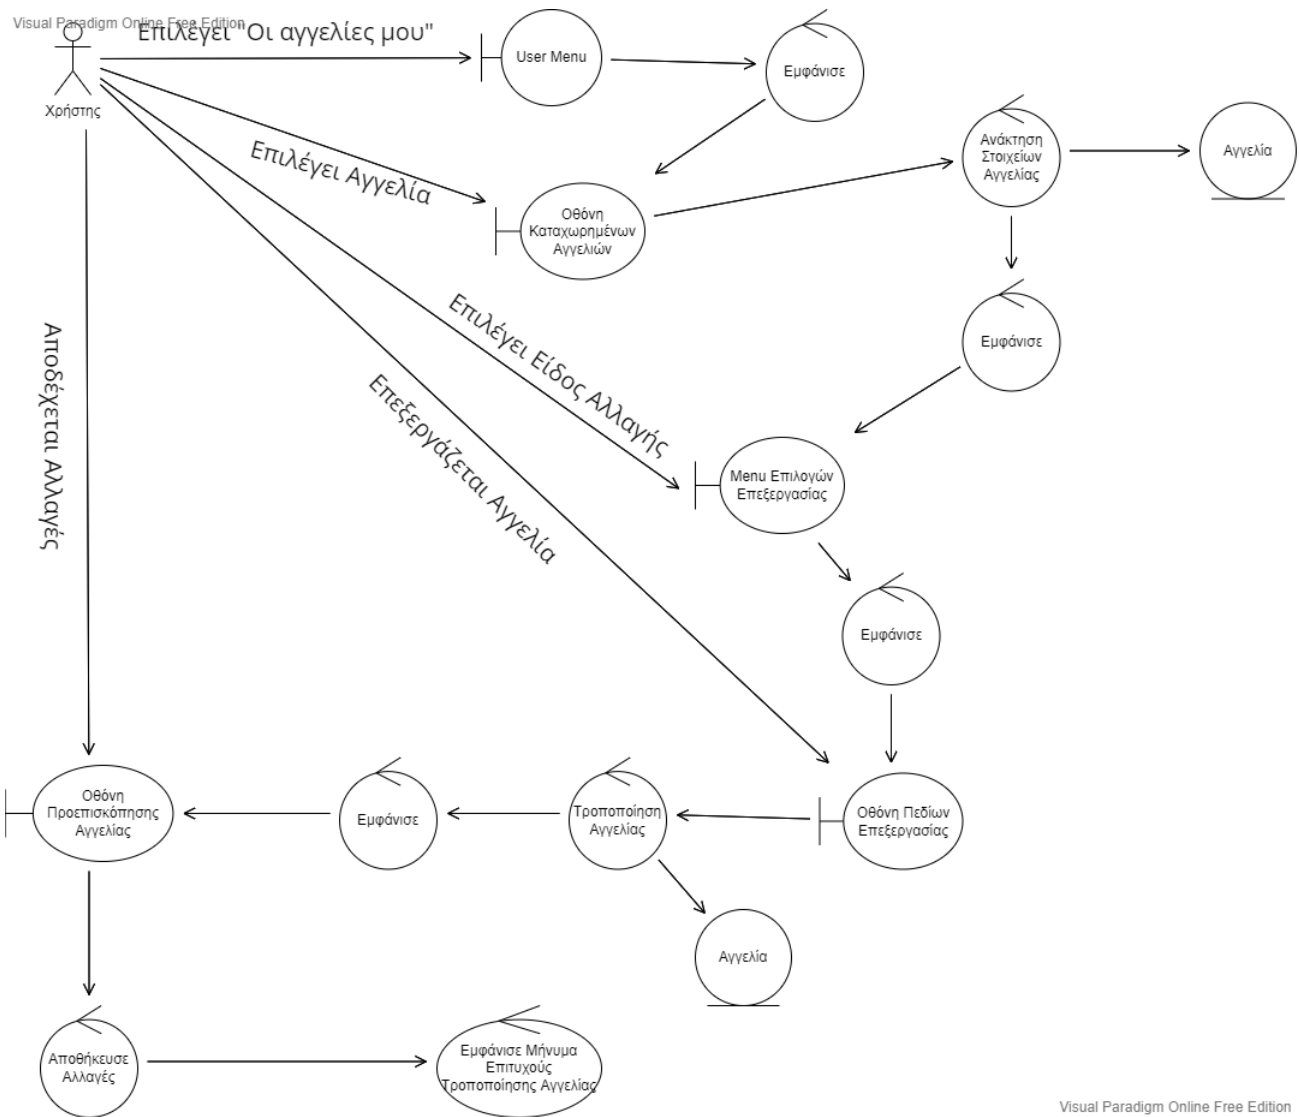 Visual Paradigm Online Free Edition
Επιλέγει "Οι αγγελίες μου"
User Menu
Εμφάνισε
Χρήστης
Επιλέγει Αγγελία
Ανάκτηση
Στοιχείων
Αγγελίας
Αγγελία
Οθόνη
Καταχωρημένων
Αγγελιών
Εμφάνισε
Επιλέγει Είδος Αλλαγής
Επεξεργάζεται Αγγελία
Αποδέχεται Αλλαγές
Menu Επιλογών
Επεξεργασίας
Εμφάνισε
Οθόνη
Προεπισκόπησης
Αγγελίας
Εμφάνισε
Τροποποίηση
Αγγελίας
Οθόνη Πεδίων
Επεξεργασίας
Αγγελία
Αποθήκευσε
Αλλαγές
Εμφάνισε Μήνυμα
Επιτυχούς
Τροποποίησης Αγγελίας
Visual Paradigm Online Free Edition